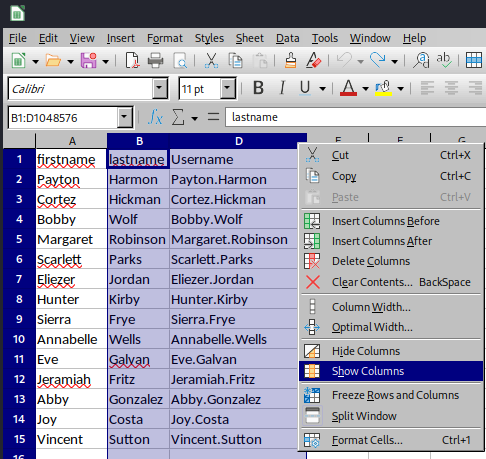 File Edit View Insert Format Styles Sheet Data Tools Window Help
Calibri 11 pt B I U A
B1:D1048576 fx Σ = lastname
A B D E F G
1 firstname lastname Username
2 Payton Harmon Payton.Harmon
3 Cortez Hickman Cortez.Hickman
4 Bobby Wolf Bobby.Wolf
5 Margaret Robinson Margaret.Robinson
6 Scarlett Parks Scarlett.Parks
7 Eliezer Jordan Eliezer.Jordan
8 Hunter Kirby Hunter.Kirby
9 Sierra Frye Sierra.Frye
10 Annabelle Wells Annabelle.Wells
11 Eve Galvan Eve.Galvan
12 Jeramiah Fritz Jeramiah.Fritz
13 Abby Gonzalez Abby.Gonzalez
14 Joy Costa Joy.Costa
15 Vincent Sutton Vincent.Sutton
Cut Ctrl+X
Copy Ctrl+C
Paste Ctrl+V
Insert Columns Before
Insert Columns After
Delete Columns
Clear Contents... BackSpace
Column Width...
Optimal Width...
Hide Columns
Show Columns
Freeze Rows and Columns
Split Window
Format Cells... Ctrl+1